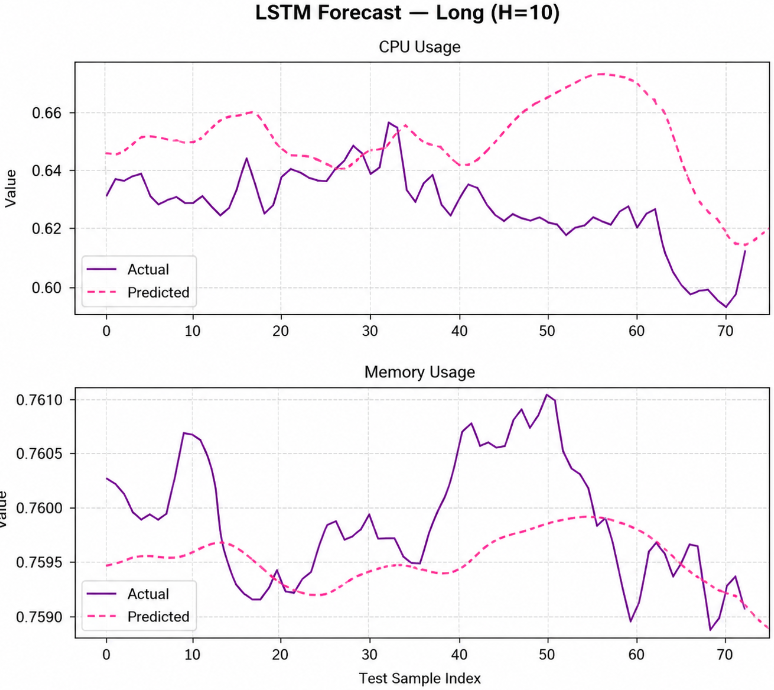 LSTM Forecast — Long (H=10)
CPU Usage
Value
0.66
0.64
0.62
0.60
Actual
Predicted
0 10 20 30 40 50 60 70
Memory Usage
Value
0.7610
0.7605
0.7600
0.7595
0.7590
Actual
Predicted
0 10 20 30 40 50 60 70
Test Sample Index